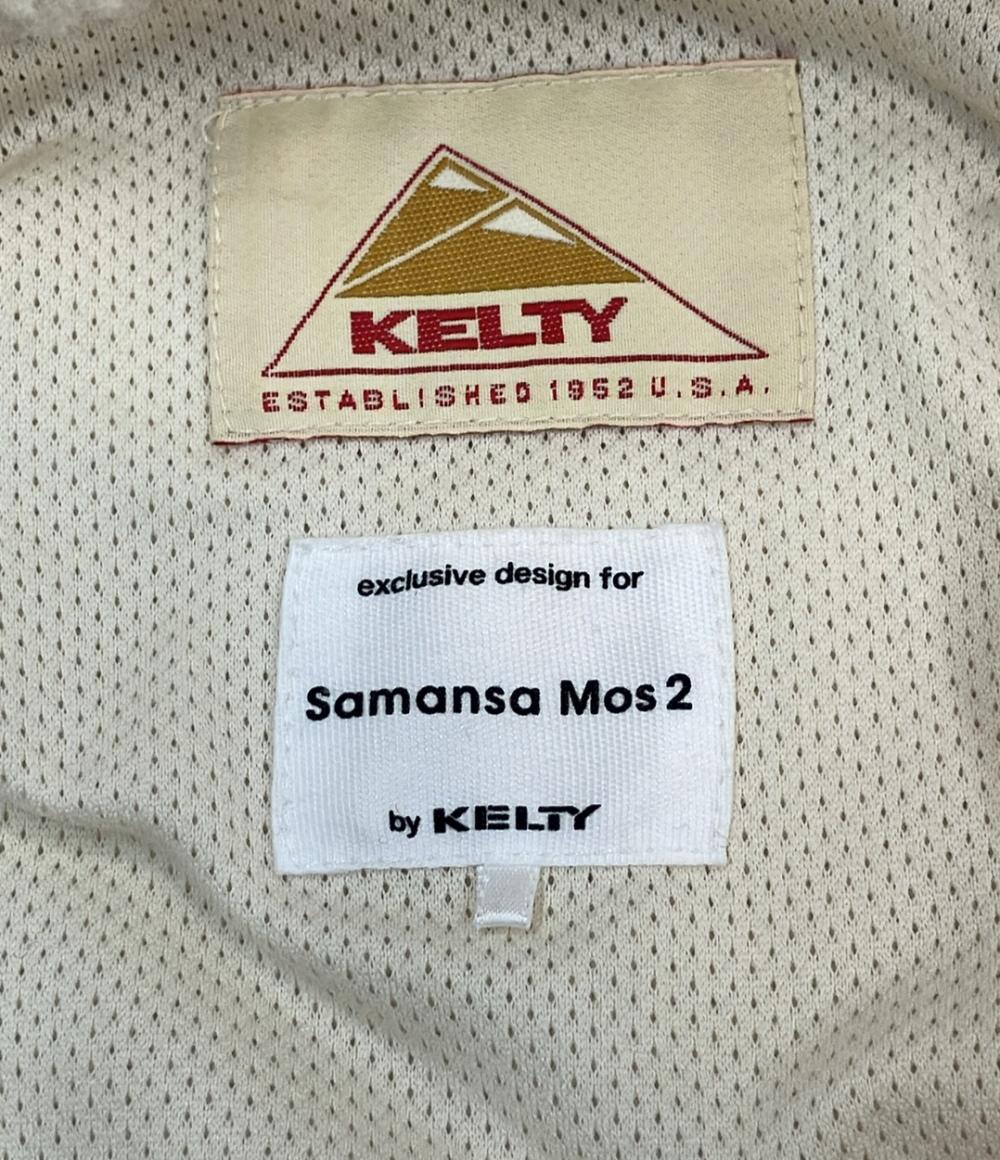 KELTY
ESTABLISHED 1952 U.S.A.
exclusive design for
Samansa Mos2
by KELTY